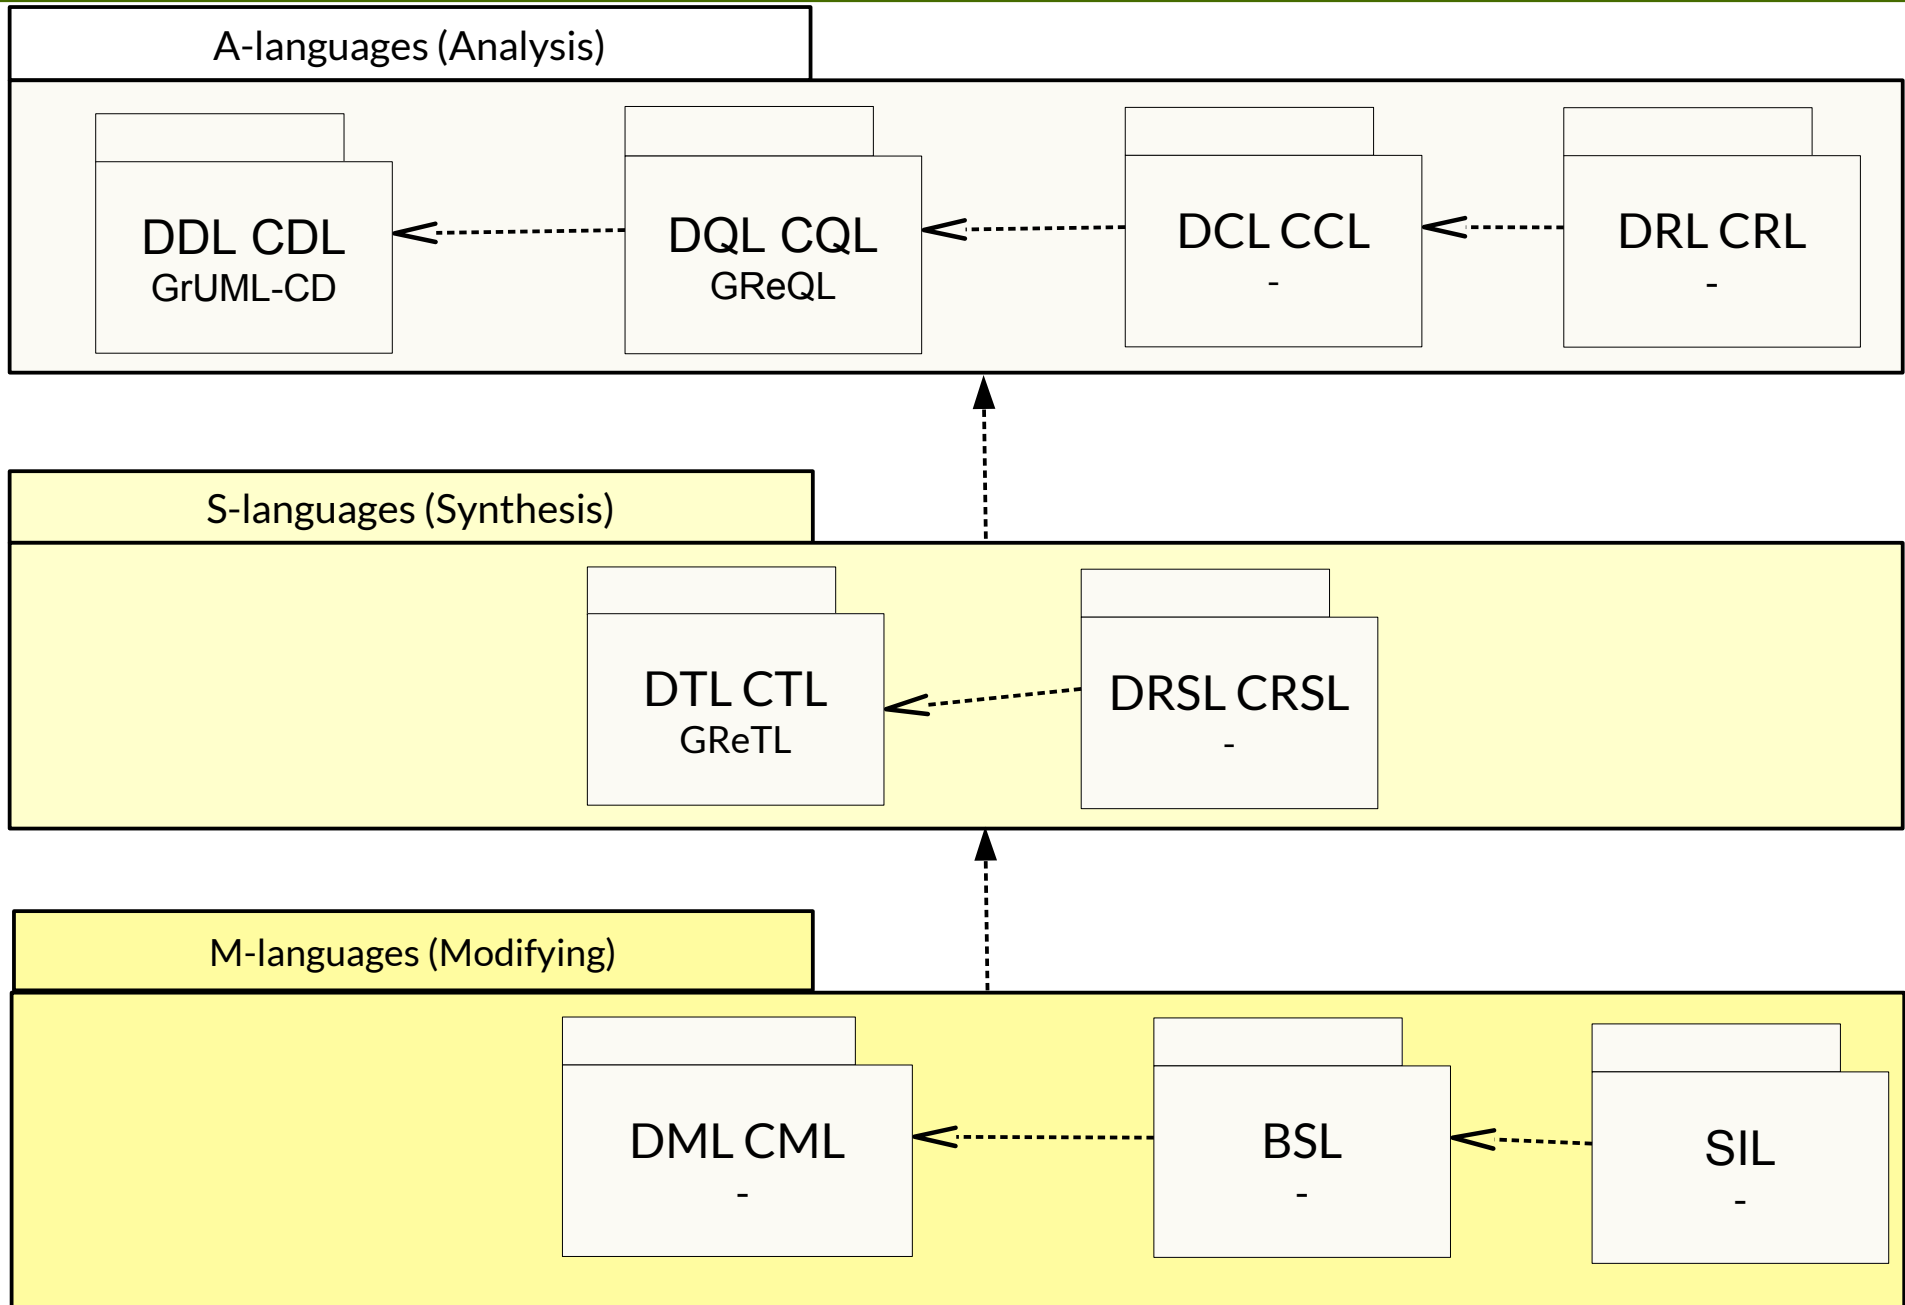 A-languages (Analysis)
DDL CDL
GrUML-CD
DQL CQL
GReQL
DCL CCL
-
DRL CRL
-
S-languages (Synthesis)
DTL CTL
GReTL
DRSL CRSL
-
M-languages (Modifying)
DML CML
-
BSL
-
SIL
-